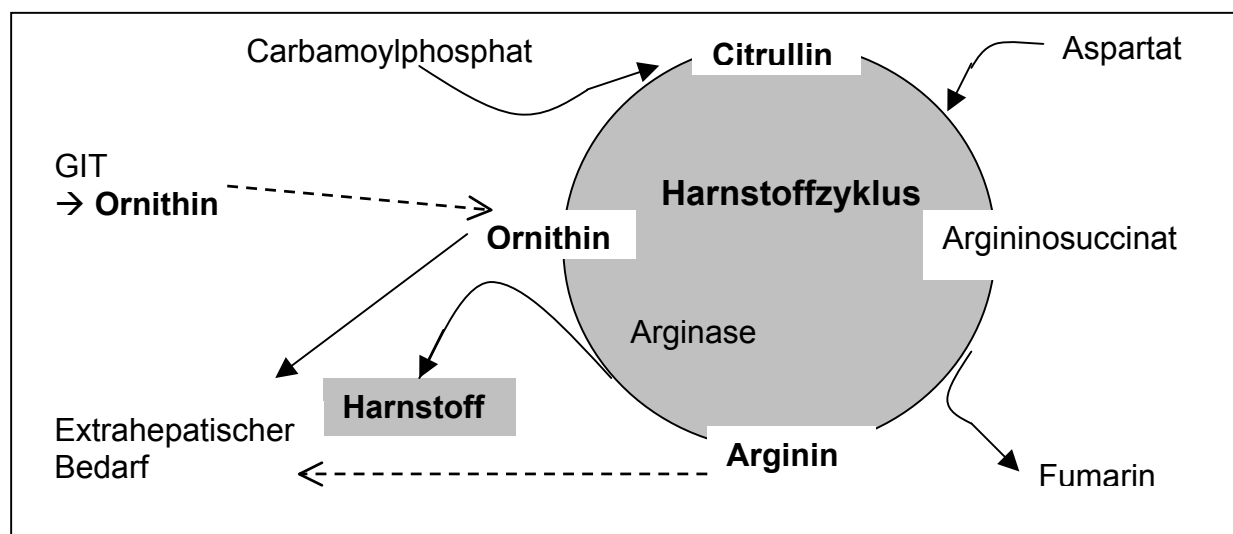 Carbamoylphosphat
Citrullin
Aspartat
GIT
→ Ornithin
Harnstoffzyklus
Ornithin
Argininosuccinat
Arginase
Harnstoff
Extrahepatischer
Bedarf
Arginin
Fumarin